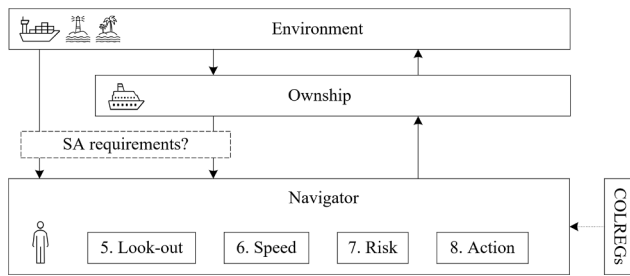 Environment
Ownship
SA requirements?
Navigator
5. Look-out
6. Speed
7. Risk
8. Action
COLREGs